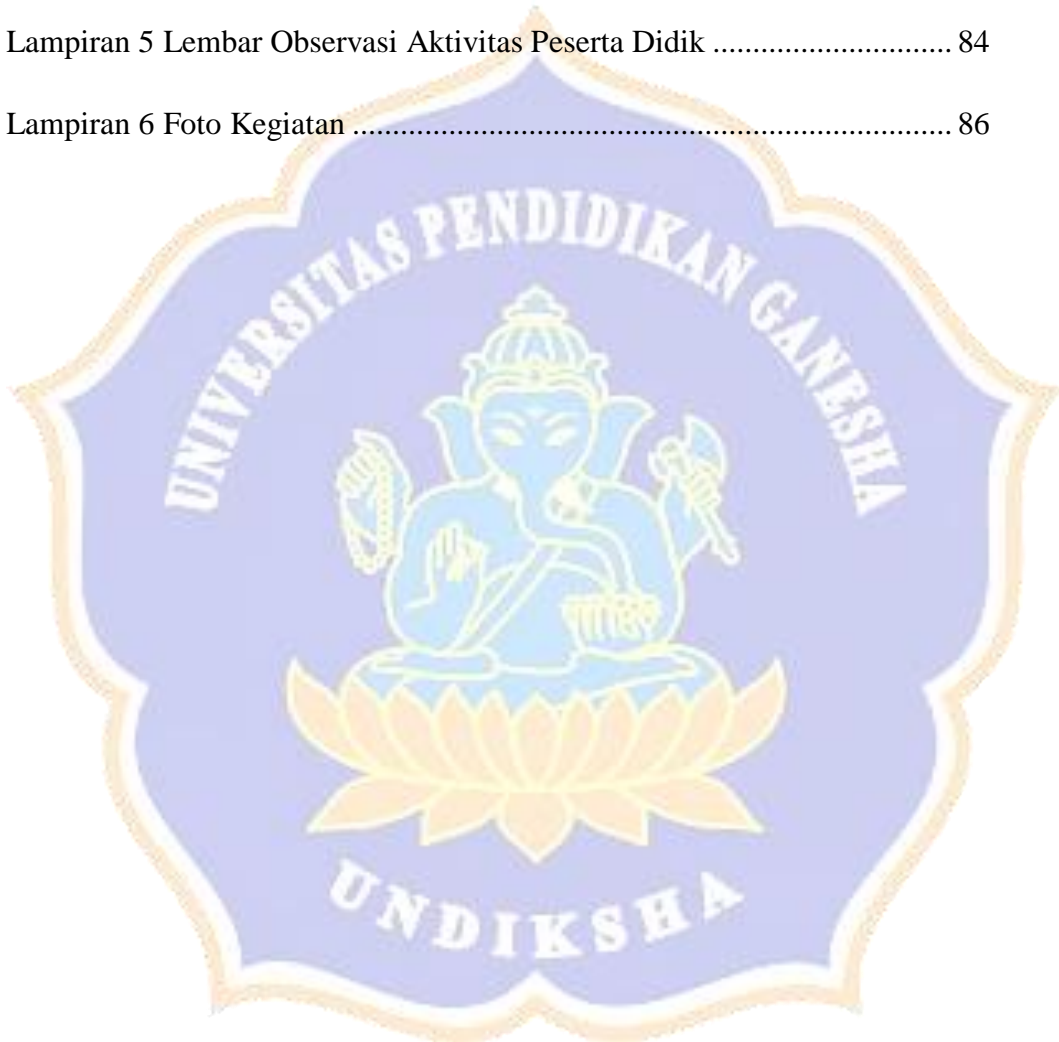 Lampiran 5 Lembar Observasi Aktivitas Peserta Didik ............................. 84
Lampiran 6 Foto Kegiatan ......................................................................... 86
UNIVERSITAS PENDIDIKAN GANESHA
UNDIKSHA